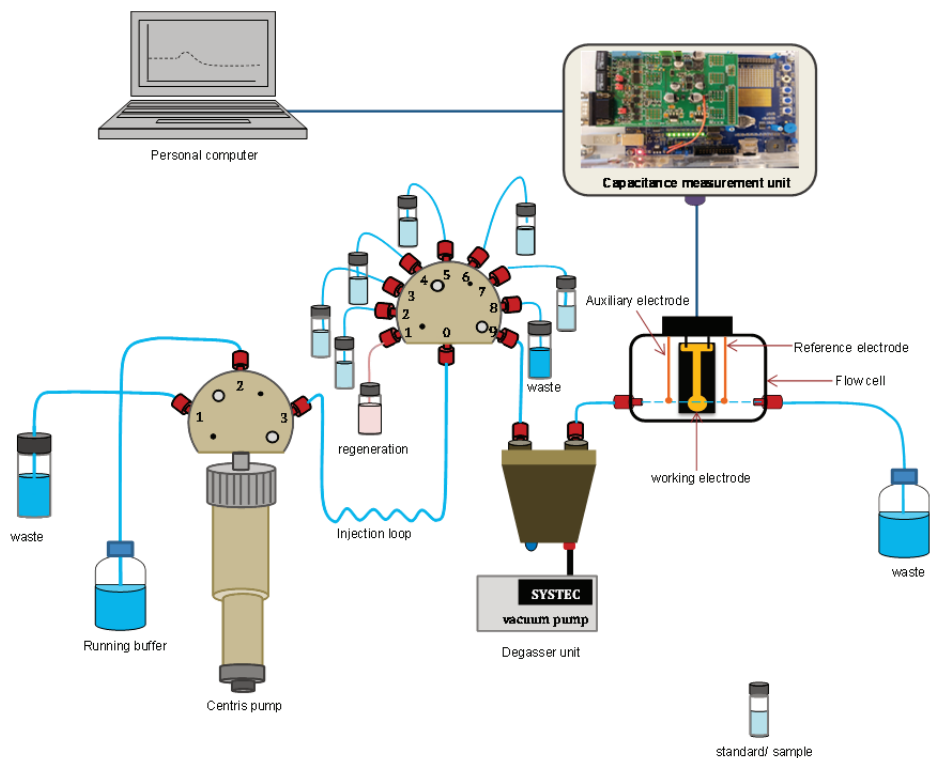 Personal computer
Capacitance measurement unit
Auxiliary electrode
Reference electrode
Flow cell
working electrode
waste
5
4
6
3
7
2
8
1
0
9
waste
regeneration
2
1
3
waste
Injection loop
Running buffer
Centris pump
SYSTEC
vacuum pump
Degasser unit
waste
standard/ sample